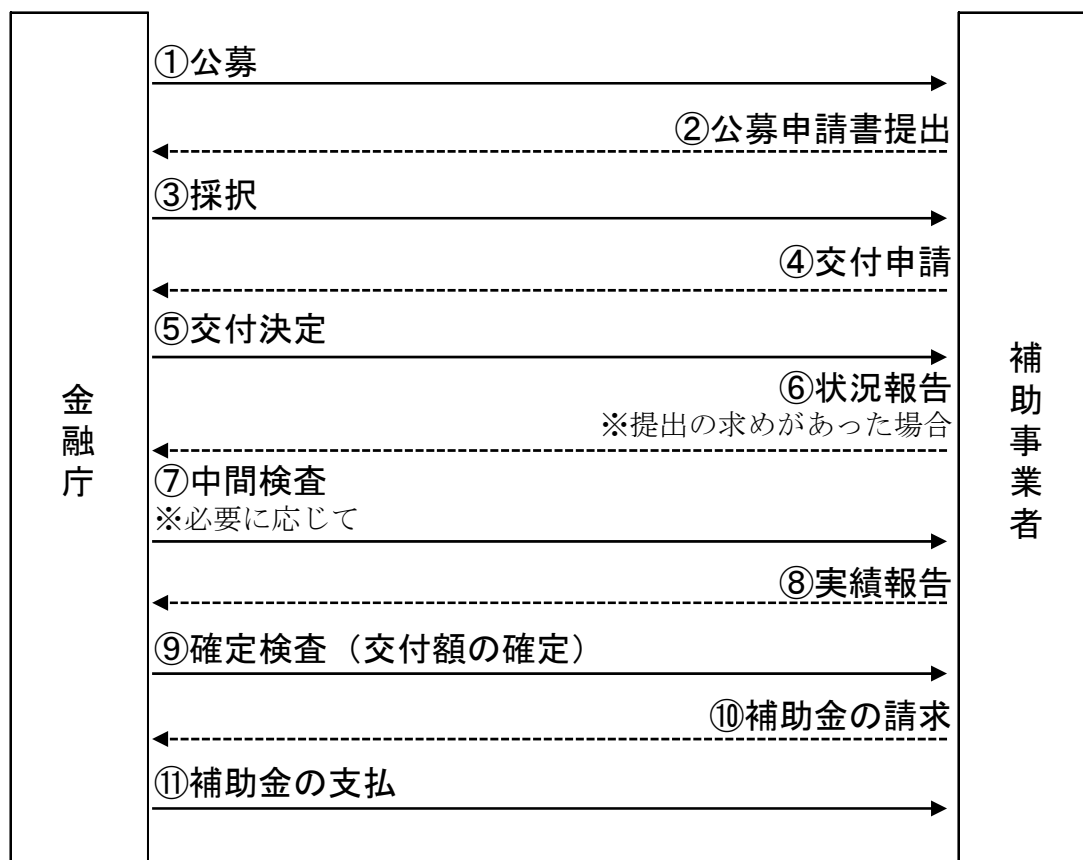 ①公募
②公募申請書提出
③採択
④交付申請
⑤交付決定
⑥状況報告
※提出の求めがあった場合
⑦中間検査
※必要に応じて
⑧実績報告
⑨確定検査（交付額の確定）
⑩補助金の請求
⑪補助金の支払
金融庁
補助事業者